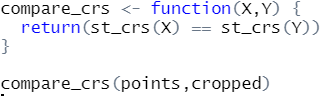 compare_crs <- function(X,Y) {
  return(st_crs(X) == st_crs(Y))
}
compare_crs(points,cropped)